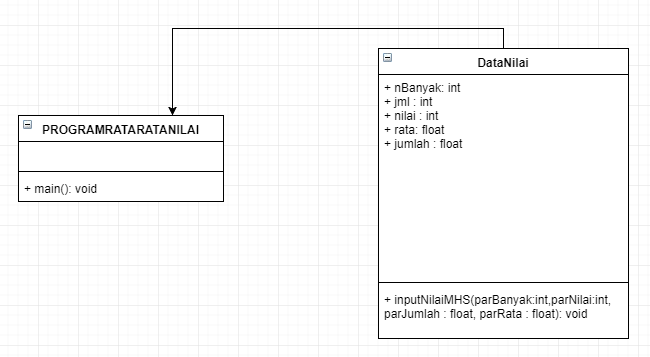 DataNilai
+ nBanyak: int
+ jml : int
+ nilai : int
+ rata: float
+ jumlah : float
+ inputNilaiMHS(parBanyak:int,parNilai:int,
parJumlah : float, parRata : float): void
PROGRAMRATARATANILAI
+ main(): void